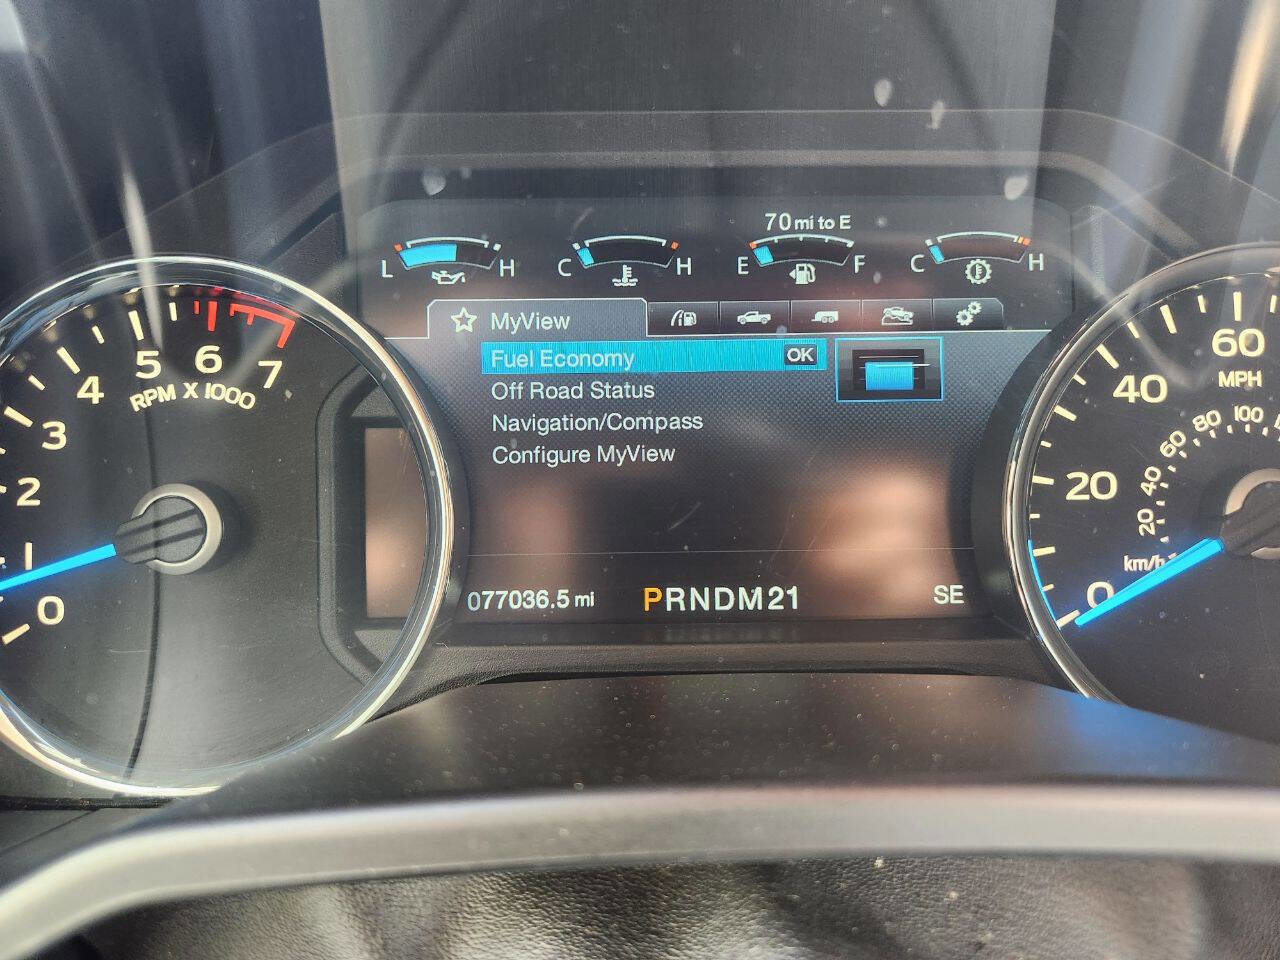 70 mi to E
L H C H E F C H
MyView
Fuel Economy OK
Off Road Status
Navigation/Compass
Configure MyView
077036.5 mi PRNDM21 SE
0
1
2
3
4
5
6
7
RPM X 1000
0
20
40
60
MPH
20
40
60
80
100
km/h